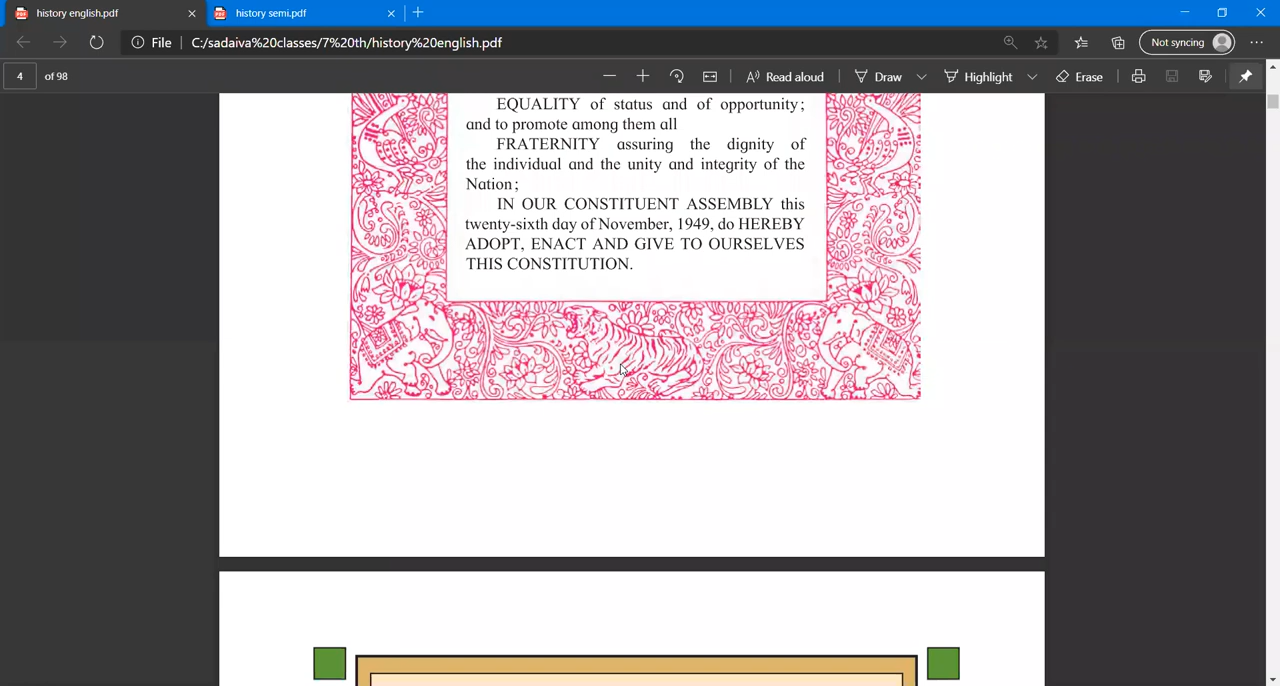 history english.pdf
history semi.pdf
File
C:/sadaiva%20classes/7%20th/history%20english.pdf
Not syncing
4 of 98
Read aloud
Draw
Highlight
Erase
EQUALITY of status and of opportunity;
and to promote among them all
FRATERNITY assuring the dignity of
the individual and the unity and integrity of the
Nation;
IN OUR CONSTITUENT ASSEMBLY this
twenty-sixth day of November, 1949, do HEREBY
ADOPT, ENACT AND GIVE TO OURSELVES
THIS CONSTITUTION.